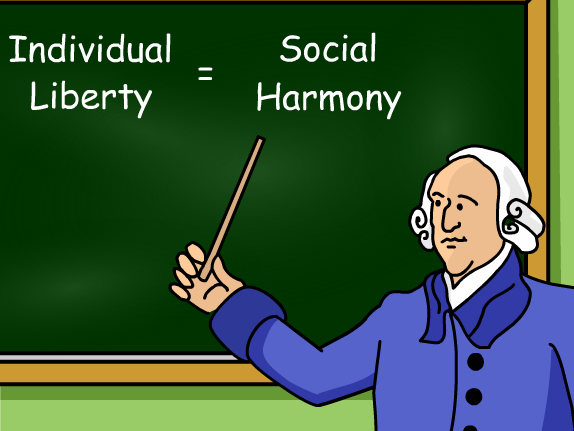 Individual
Liberty
=
Social
Harmony